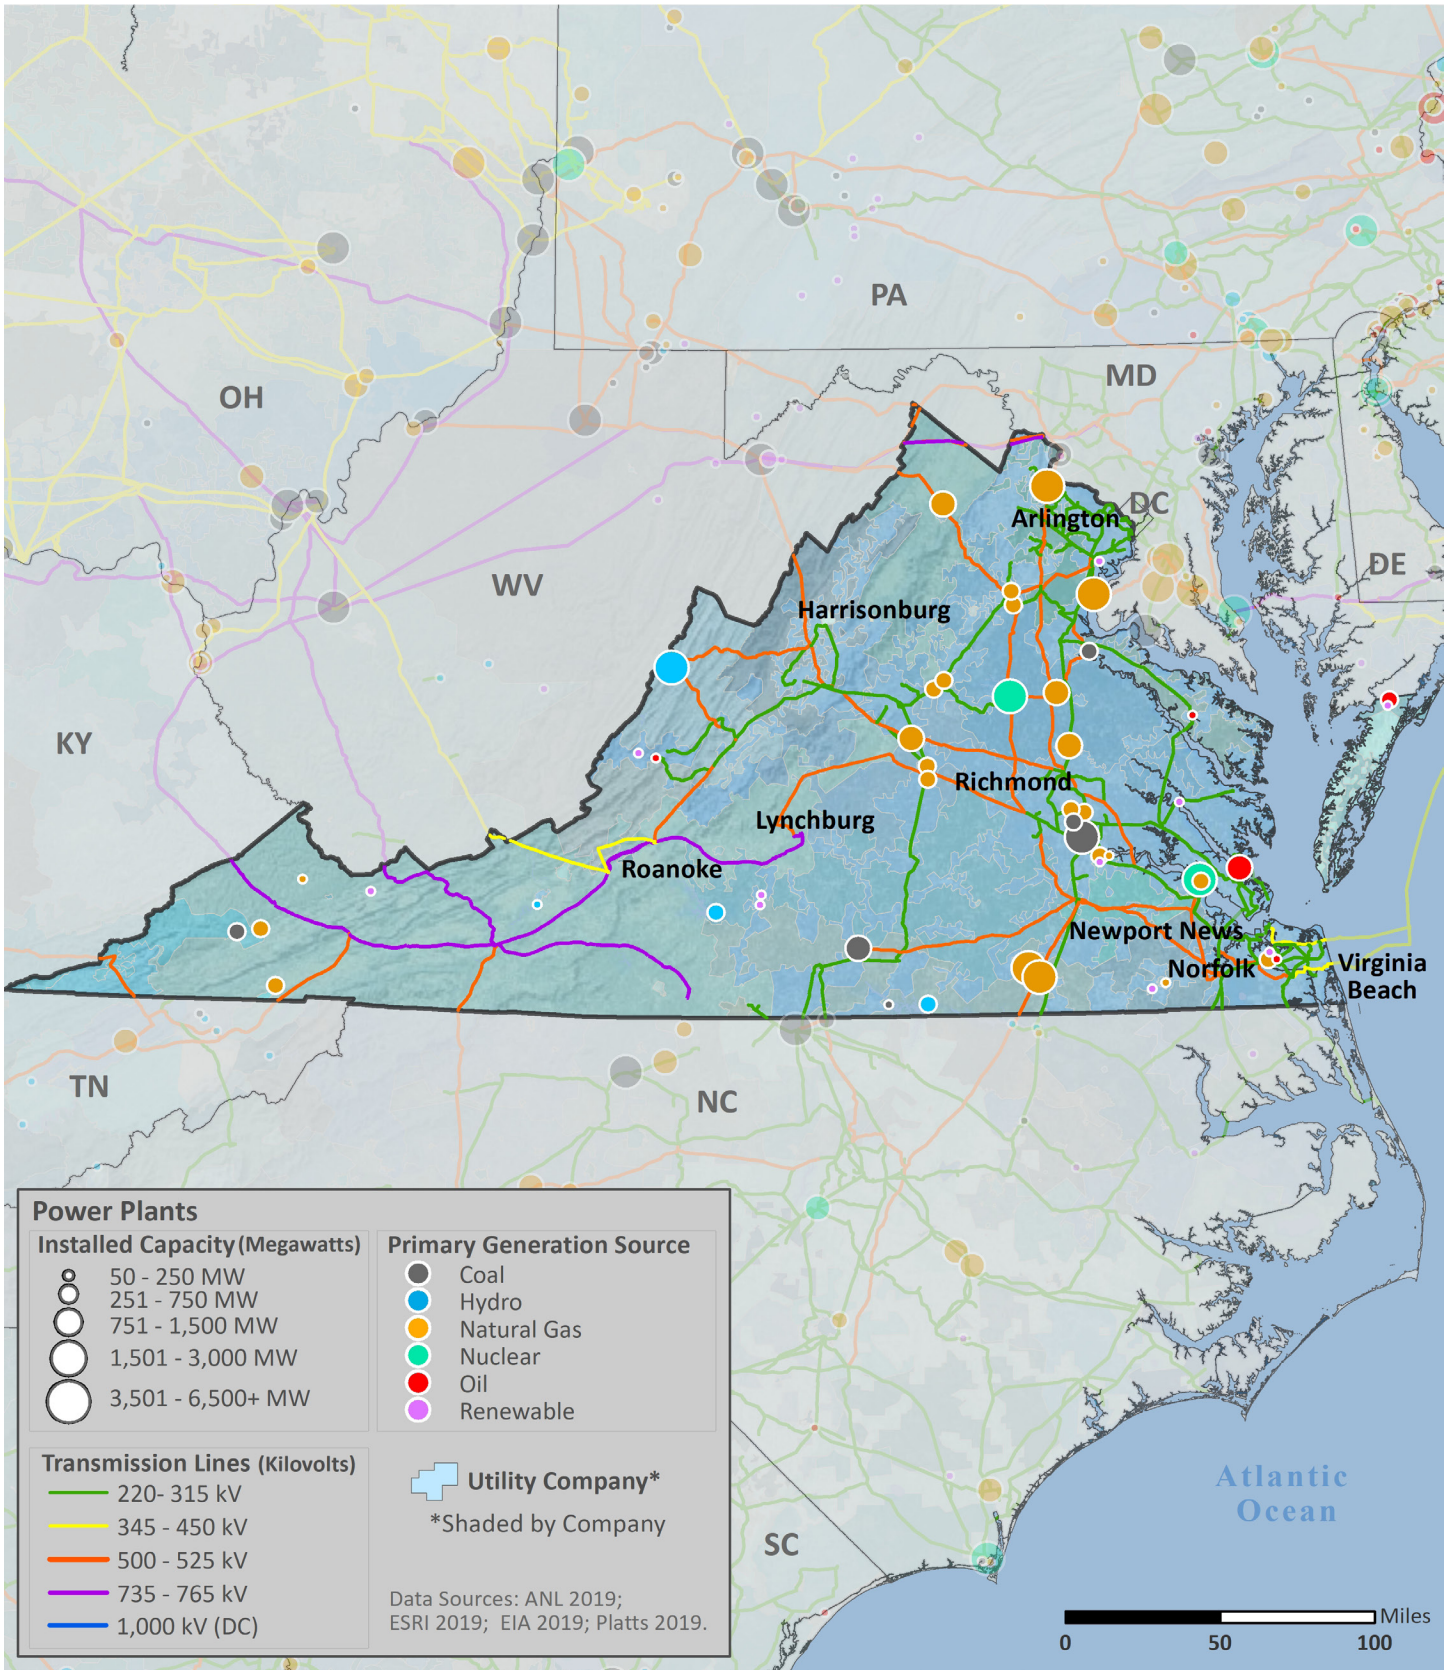 PA
MD
OH
DC
Arlington
DE
WV
Harrisonburg
KY
Richmond
Lynchburg
Roanoke
Newport News
Norfolk
Virginia
Beach
TN
NC
Power Plants
Installed Capacity (Megawatts)
50 - 250 MW
251 - 750 MW
751 - 1,500 MW
1,501 - 3,000 MW
3,501 - 6,500+ MW
Primary Generation Source
Coal
Hydro
Natural Gas
Nuclear
Oil
Renewable
Transmission Lines (Kilovolts)
220- 315 kV
345 - 450 kV
500 - 525 kV
735 - 765 kV
1,000 kV (DC)
Utility Company*
*Shaded by Company
Data Sources: ANL 2019;
ESRI 2019;  EIA 2019; Platts 2019.
SC
Atlantic
Ocean
Miles
0 50 100